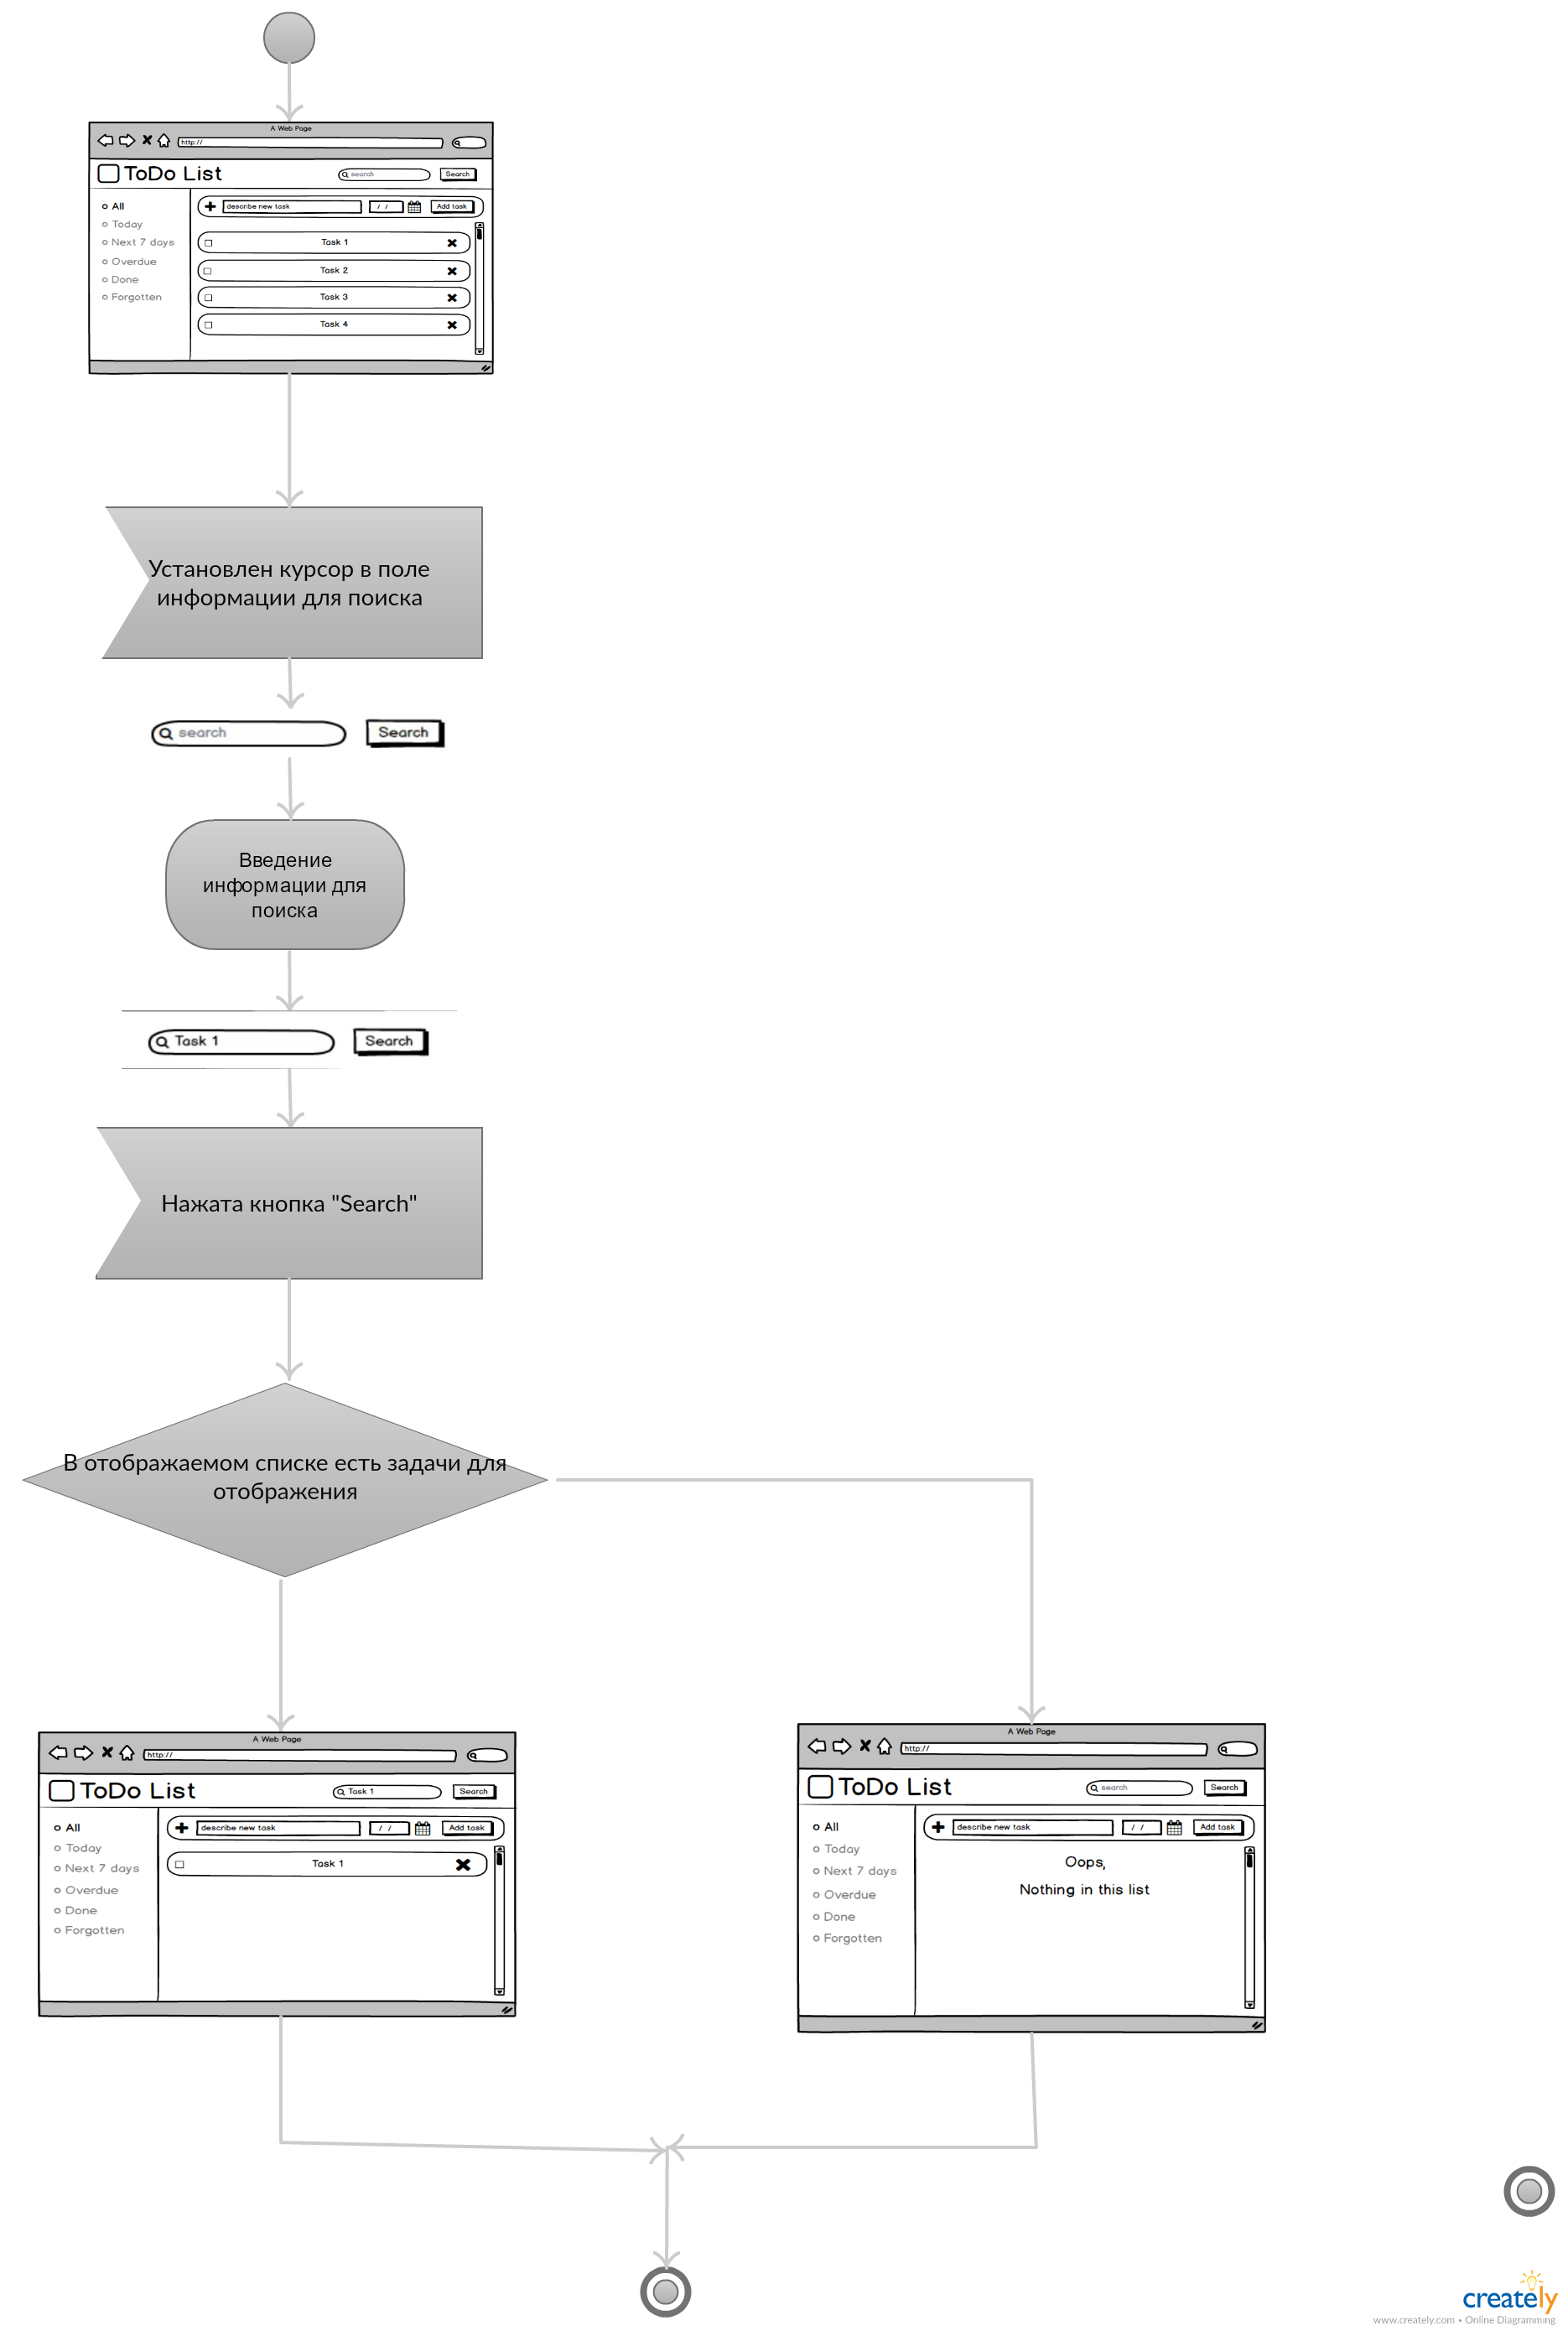 A Web Page
http://
ToDo List
search
Search
All
Today
Next 7 days
Overdue
Done
Forgotten
describe new task
/ /
Add task
Task 1
Task 2
Task 3
Task 4
Установлен курсор в поле
информации для поиска
search
Search
Введение
информации для
поиска
Task 1
Search
Нажата кнопка "Search"
В отображаемом списке есть задачи для
отображения
A Web Page
http://
ToDo List
Task 1
Search
All
Today
Next 7 days
Overdue
Done
Forgotten
describe new task
/ /
Add task
Task 1
A Web Page
http://
ToDo List
search
Search
All
Today
Next 7 days
Overdue
Done
Forgotten
describe new task
/ /
Add task
Oops,
Nothing in this list
creately
www.creately.com • Online Diagramming